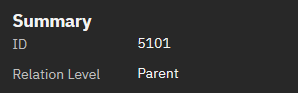 Summary
ID 5101
Relation Level Parent